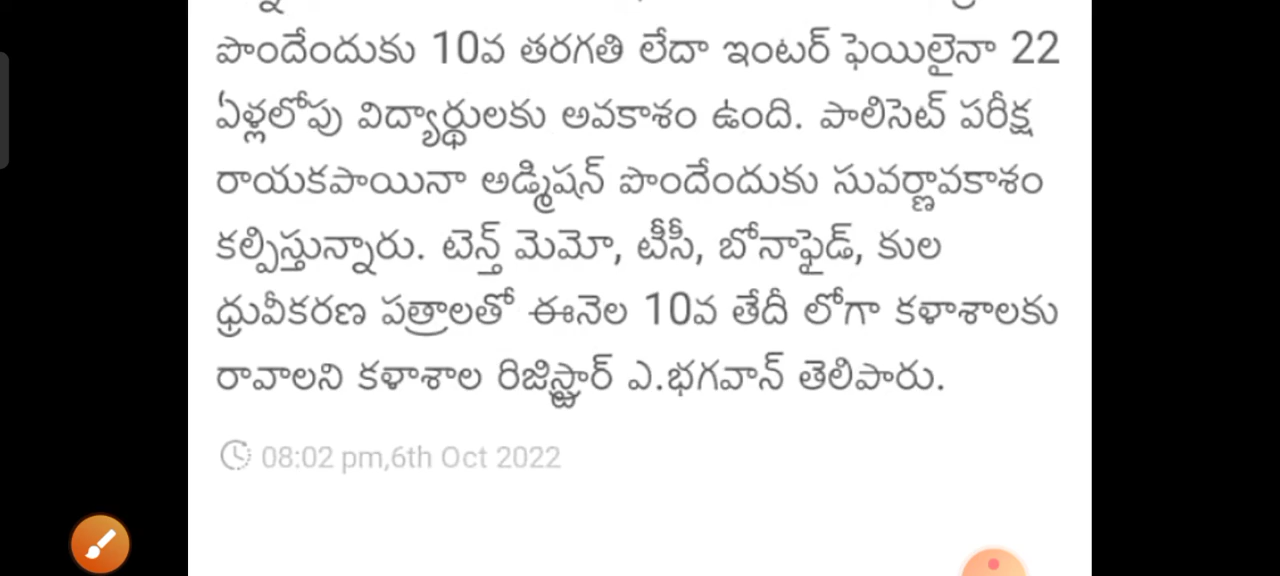 పొందేందుకు 10వ తరగతి లేదా ఇంటర్ ఫెయిలైనా 22
ఏళ్లలోపు విద్యార్థులకు అవకాశం ఉంది. పాలిసెట్ పరీక్ష
రాయకపాయినా అడ్మిషన్ పొందేందుకు సువర్ణావకాశం
కల్పిస్తున్నారు. టెన్త్ మెమో, టీసీ, బోనాఫైడ్, కుల
ధ్రువీకరణ పత్రాలతో ఈనెల 10వ తేదీ లోగా కళాశాలకు
రావాలని కళాశాల రిజిస్ట్రార్ ఎ.భగవాన్ తెలిపారు.
08:02 pm,6th Oct 2022